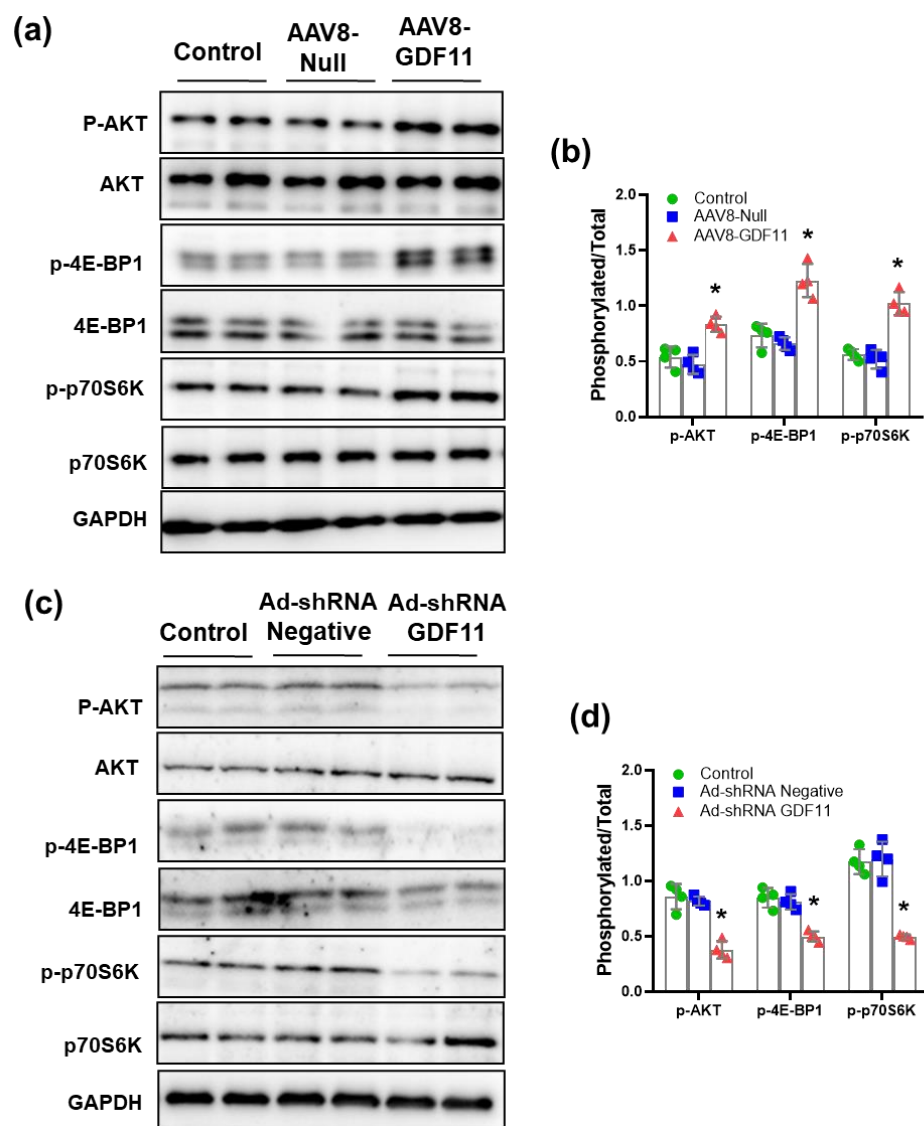 (a)
Control
AAV8-
Null
AAV8-
GDF11
P-AKT
AKT
p-4E-BP1
4E-BP1
p-p70S6K
p70S6K
GAPDH
(b)
Phosphorylated/Total
2.0
1.5
1.0
0.5
0.0
Control
AAV8-Null
AAV8-GDF11
*
*
*
p-AKT
p-4E-BP1
p-p70S6K
(c)
Control
Ad-shRNA
Negative
Ad-shRNA
GDF11
P-AKT
AKT
p-4E-BP1
4E-BP1
p-p70S6K
p70S6K
GAPDH
(d)
Phosphorylated/Total
2.0
1.5
1.0
0.5
0.0
Control
Ad-shRNA Negative
Ad-shRNA GDF11
*
*
*
p-AKT
p-4E-BP1
p-p70S6K